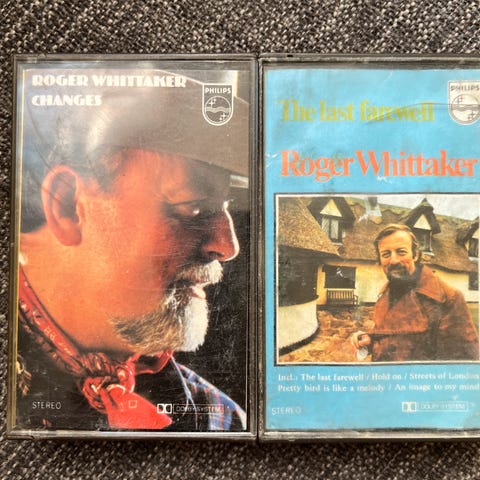 ROGER WHITTAKER
CHANGES
PHILIPS
STEREO
DOLBY SYSTEM
PHILIPS
The last farewell
Roger Whittaker
Incl.: The last farewell / Hold on / Streets of London
Pretty bird is like a melody / An image to my mind
STEREO
DOLBY SYSTEM